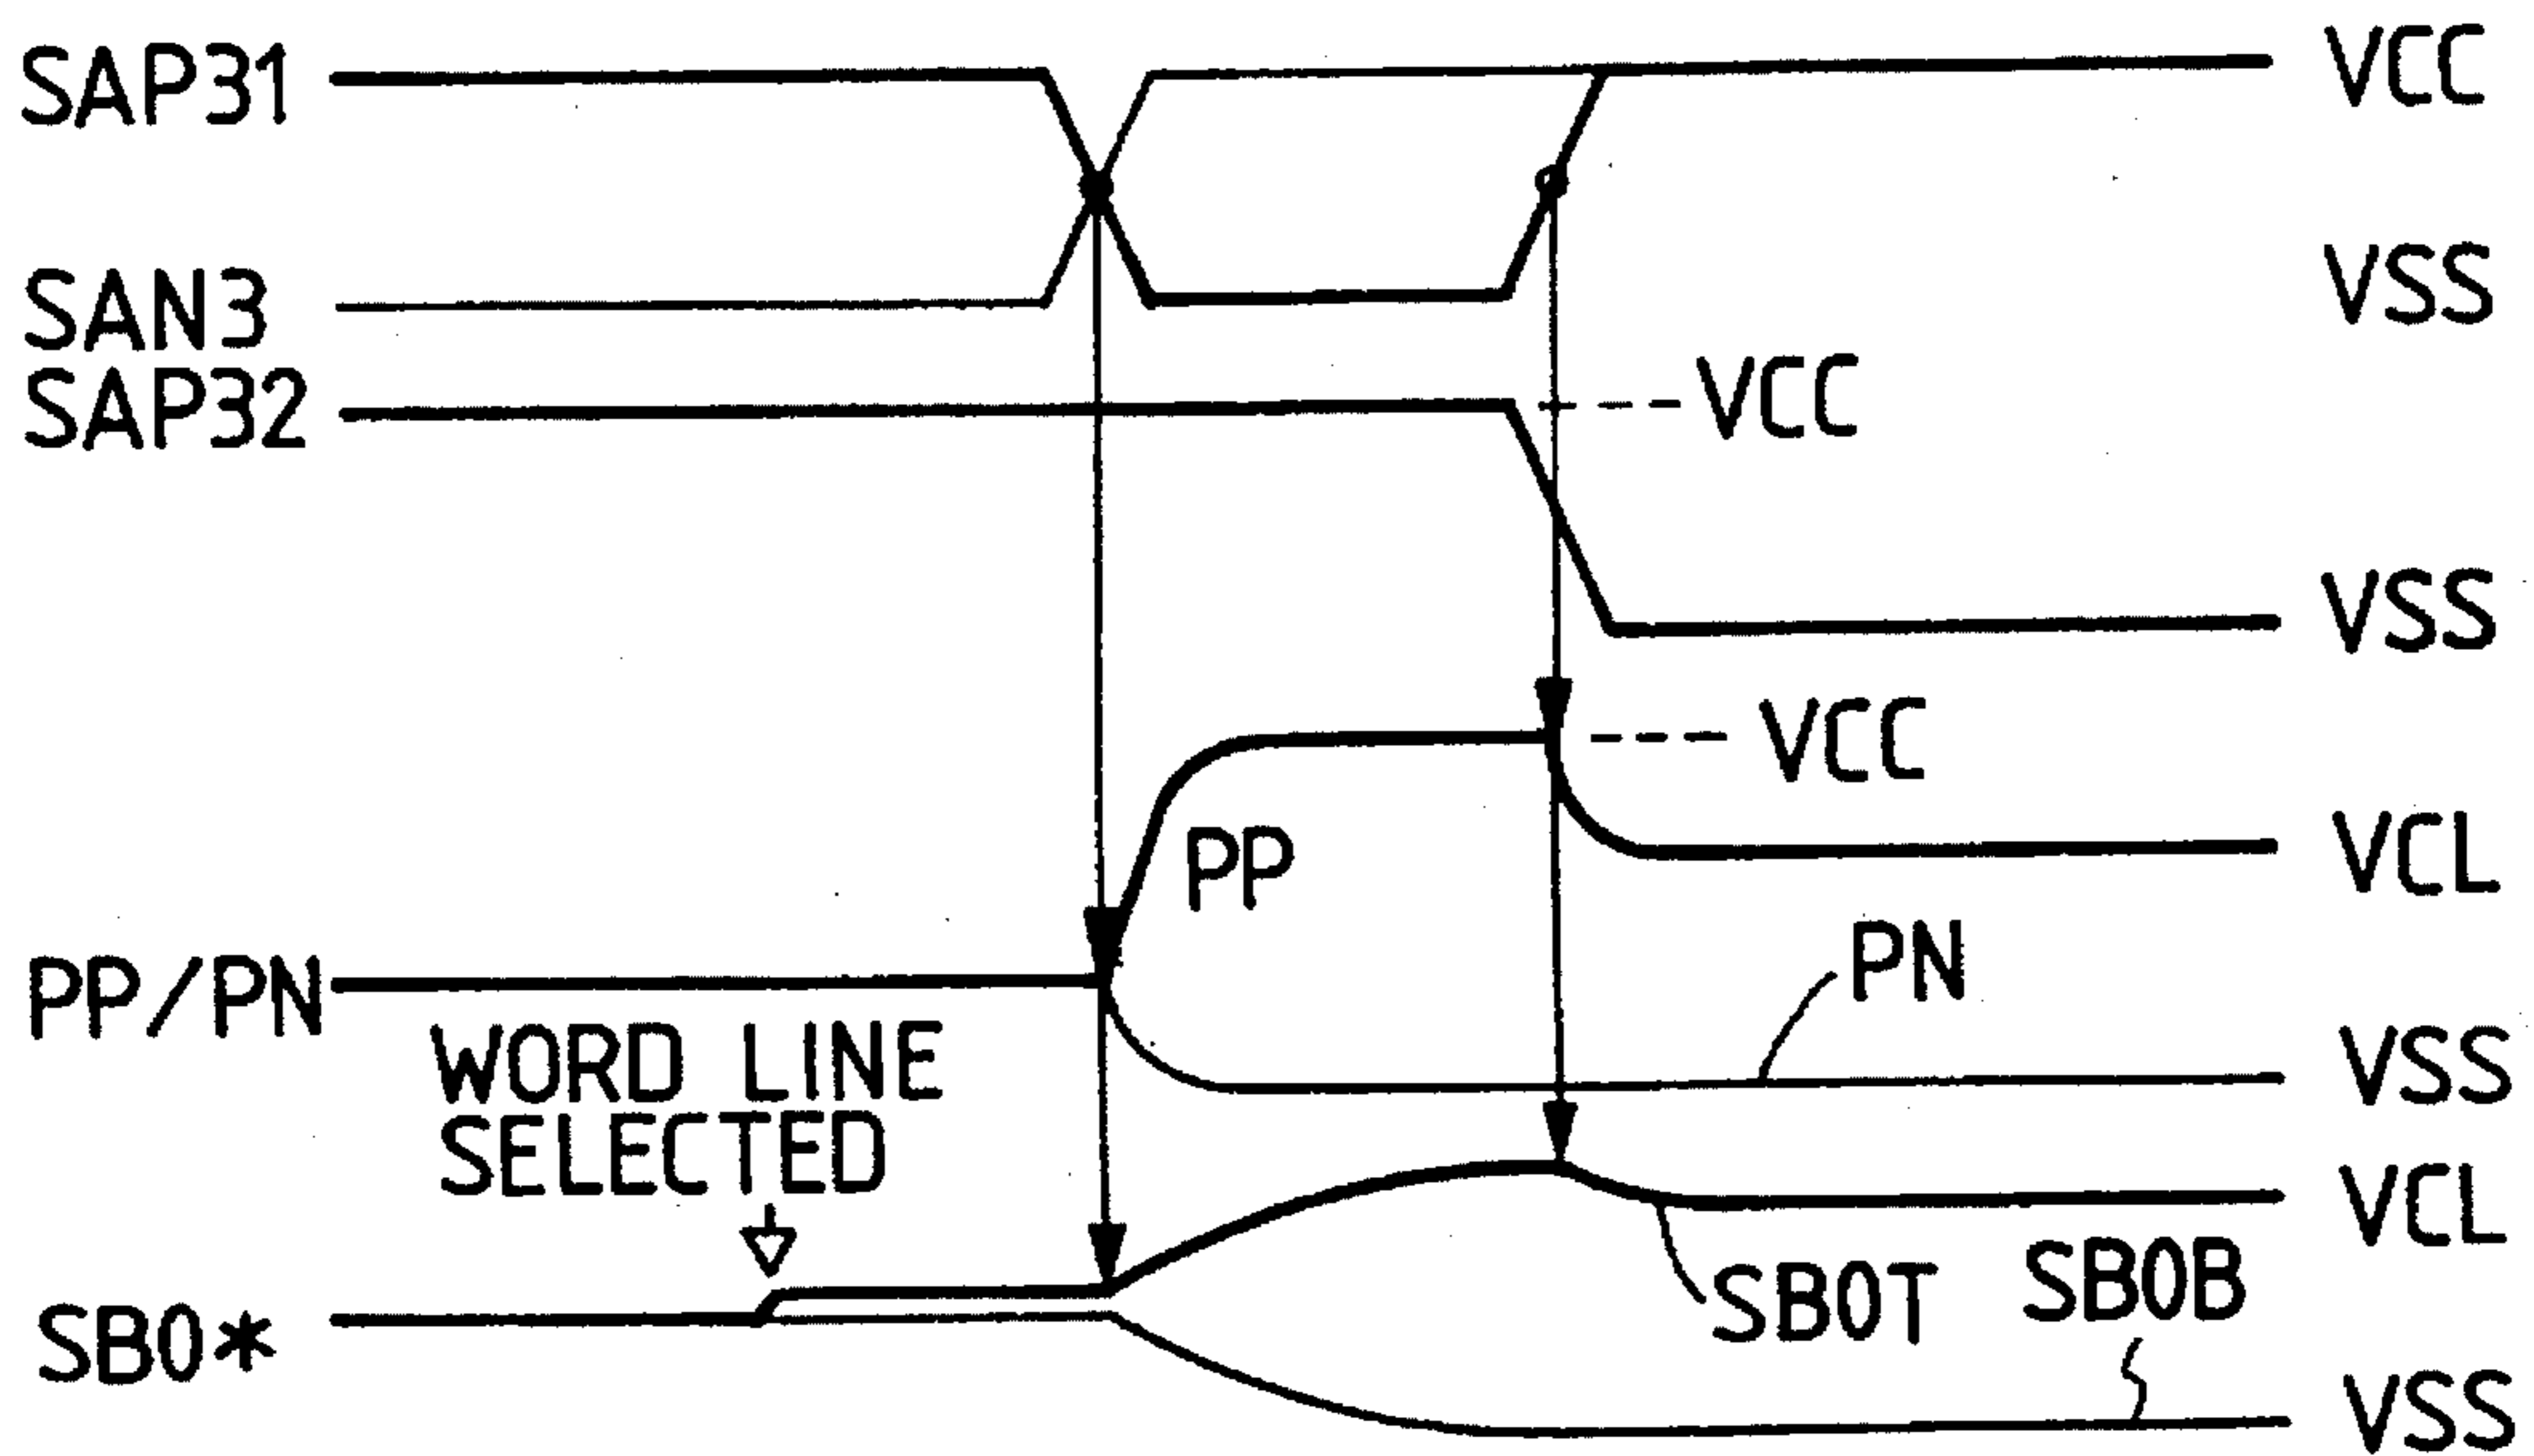 SAP31
VCC
SAN3
VSS
SAP32
VCC
VSS
VCC
PP
VCL
PP/PN
PN
WORD LINE
SELECTED
VSS
VCL
SB0*
SB0T
SB0B
VSS